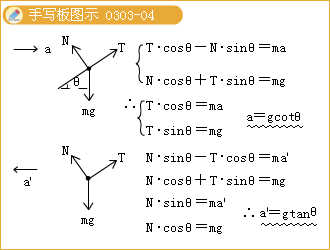 手写板图示 0303-04
N T
a T·cosθ－N·sinθ＝ma
θ N·cosθ＋T·sinθ＝mg
mg ∴ T·cosθ＝ma
T·sinθ＝mg a＝gcotθ
N T N·sinθ－T·cosθ＝ma'
a' N·cosθ＋T·sinθ＝mg
N·sinθ＝ma'
mg N·cosθ＝mg ∴ a'＝gtanθ